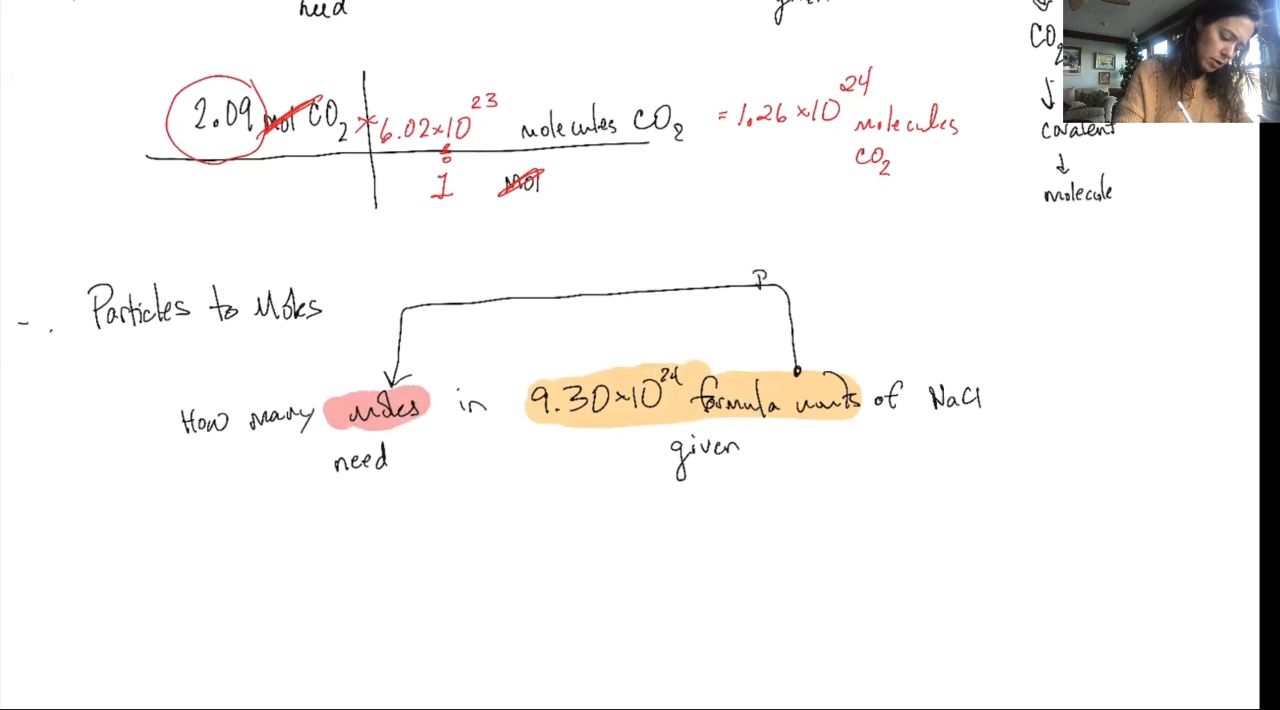 need
given
CO2
2.09 mol CO2 × 6.02×10^23 molecules CO2 = 1.26×10^24 molecules CO2
1 mol
covalent
molecule
Particles to Moles
How many moles in 9.30×10^24 formula units of NaCl
need
given